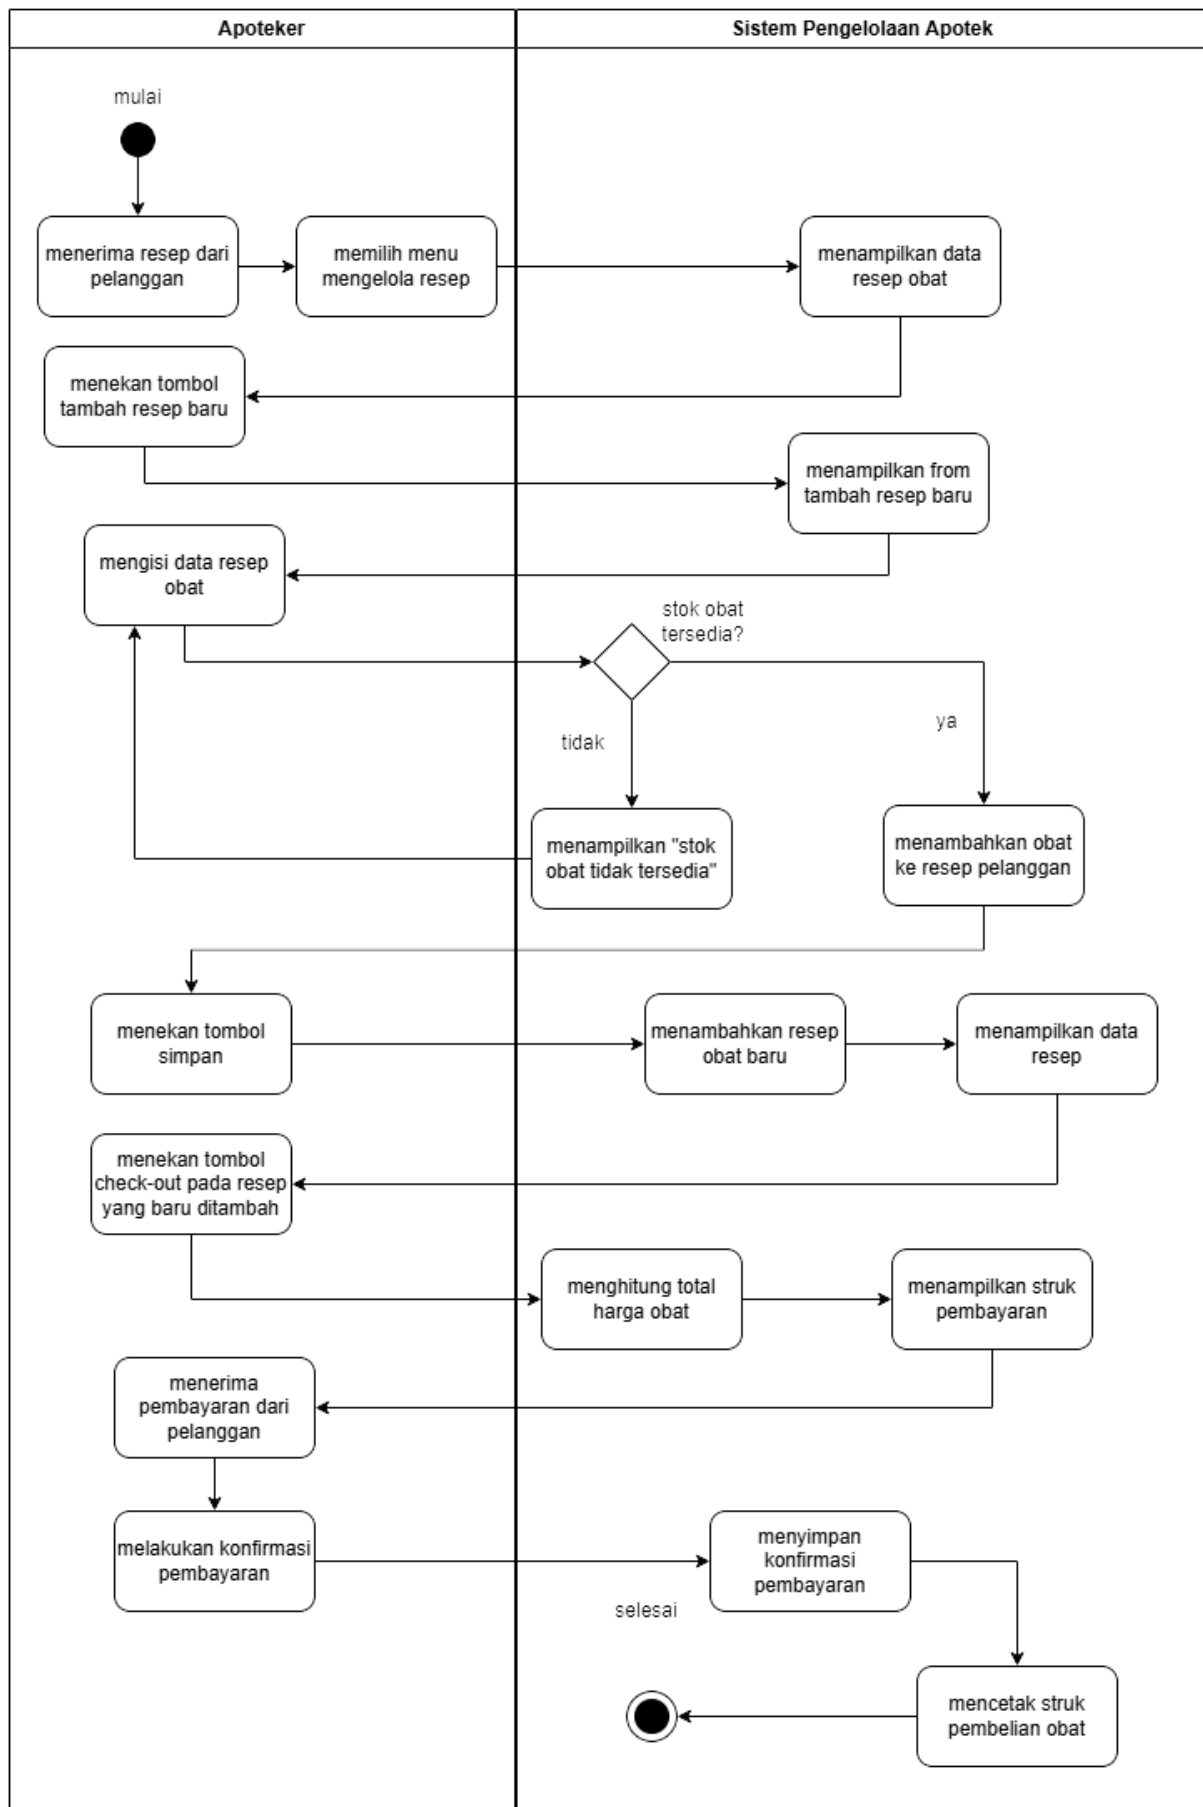 Apoteker
Sistem Pengelolaan Apotek
mulai
menerima resep dari
pelanggan
memilih menu
mengelola resep
menampilkan data
resep obat
menekan tombol
tambah resep baru
menampilkan from
tambah resep baru
mengisi data resep
obat
stok obat
tersedia?
tidak
ya
menampilkan "stok
obat tidak tersedia"
menambahkan obat
ke resep pelanggan
menekan tombol
simpan
menambahkan resep
obat baru
menampilkan data
resep
menekan tombol
check-out pada resep
yang baru ditambah
menghitung total
harga obat
menampilkan struk
pembayaran
menerima
pembayaran dari
pelanggan
melakukan konfirmasi
pembayaran
menyimpan
konfirmasi
pembayaran
selesai
mencetak struk
pembelian obat